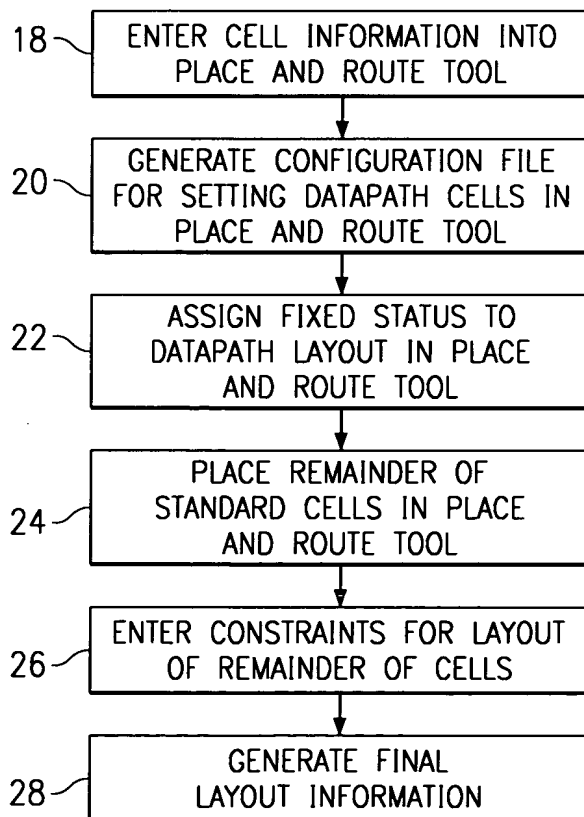 18
ENTER CELL INFORMATION INTO
PLACE AND ROUTE TOOL
20
GENERATE CONFIGURATION FILE
FOR SETTING DATAPATH CELLS IN
PLACE AND ROUTE TOOL
22
ASSIGN FIXED STATUS TO
DATAPATH LAYOUT IN PLACE
AND ROUTE TOOL
24
PLACE REMAINDER OF
STANDARD CELLS IN PLACE
AND ROUTE TOOL
26
ENTER CONSTRAINTS FOR LAYOUT
OF REMAINDER OF CELLS
28
GENERATE FINAL
LAYOUT INFORMATION